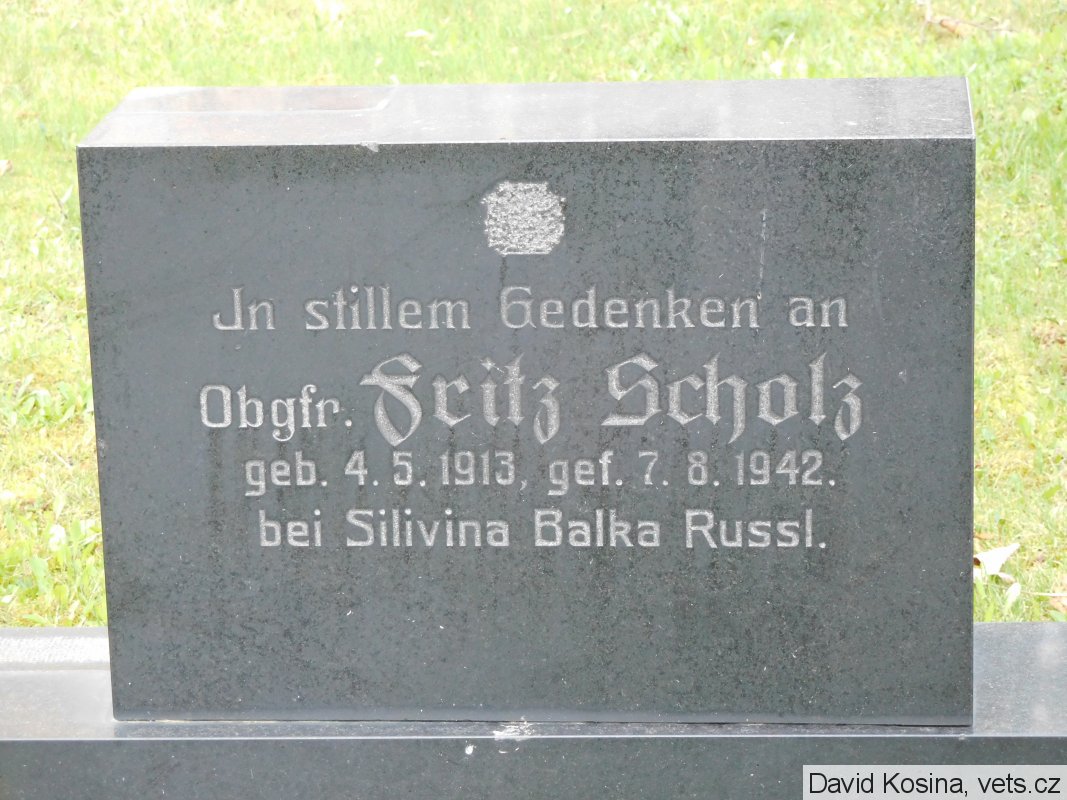 In stillem Gedenken an
Obgfr. Fritz Scholz
geb. 4. 5. 1913, gef. 7. 8. 1942.
bei Silivina Balka Russl.
David Kosina, vets.cz